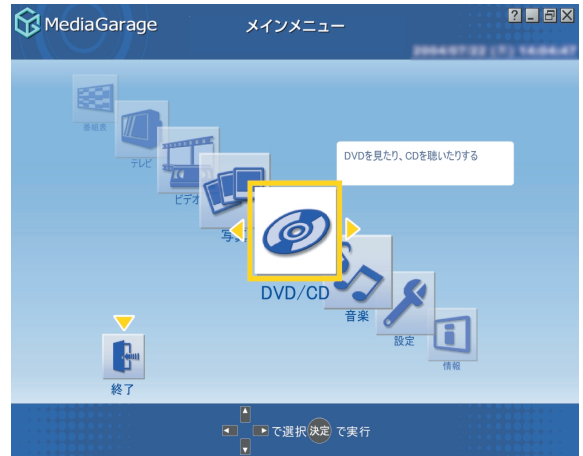 MediaGarage
メインメニュー
番組表
テレビ
ビデオ
DVDを見たり、CDを聴いたりする
DVD/CD
音楽
設定
情報
終了
で選択 決定 で実行